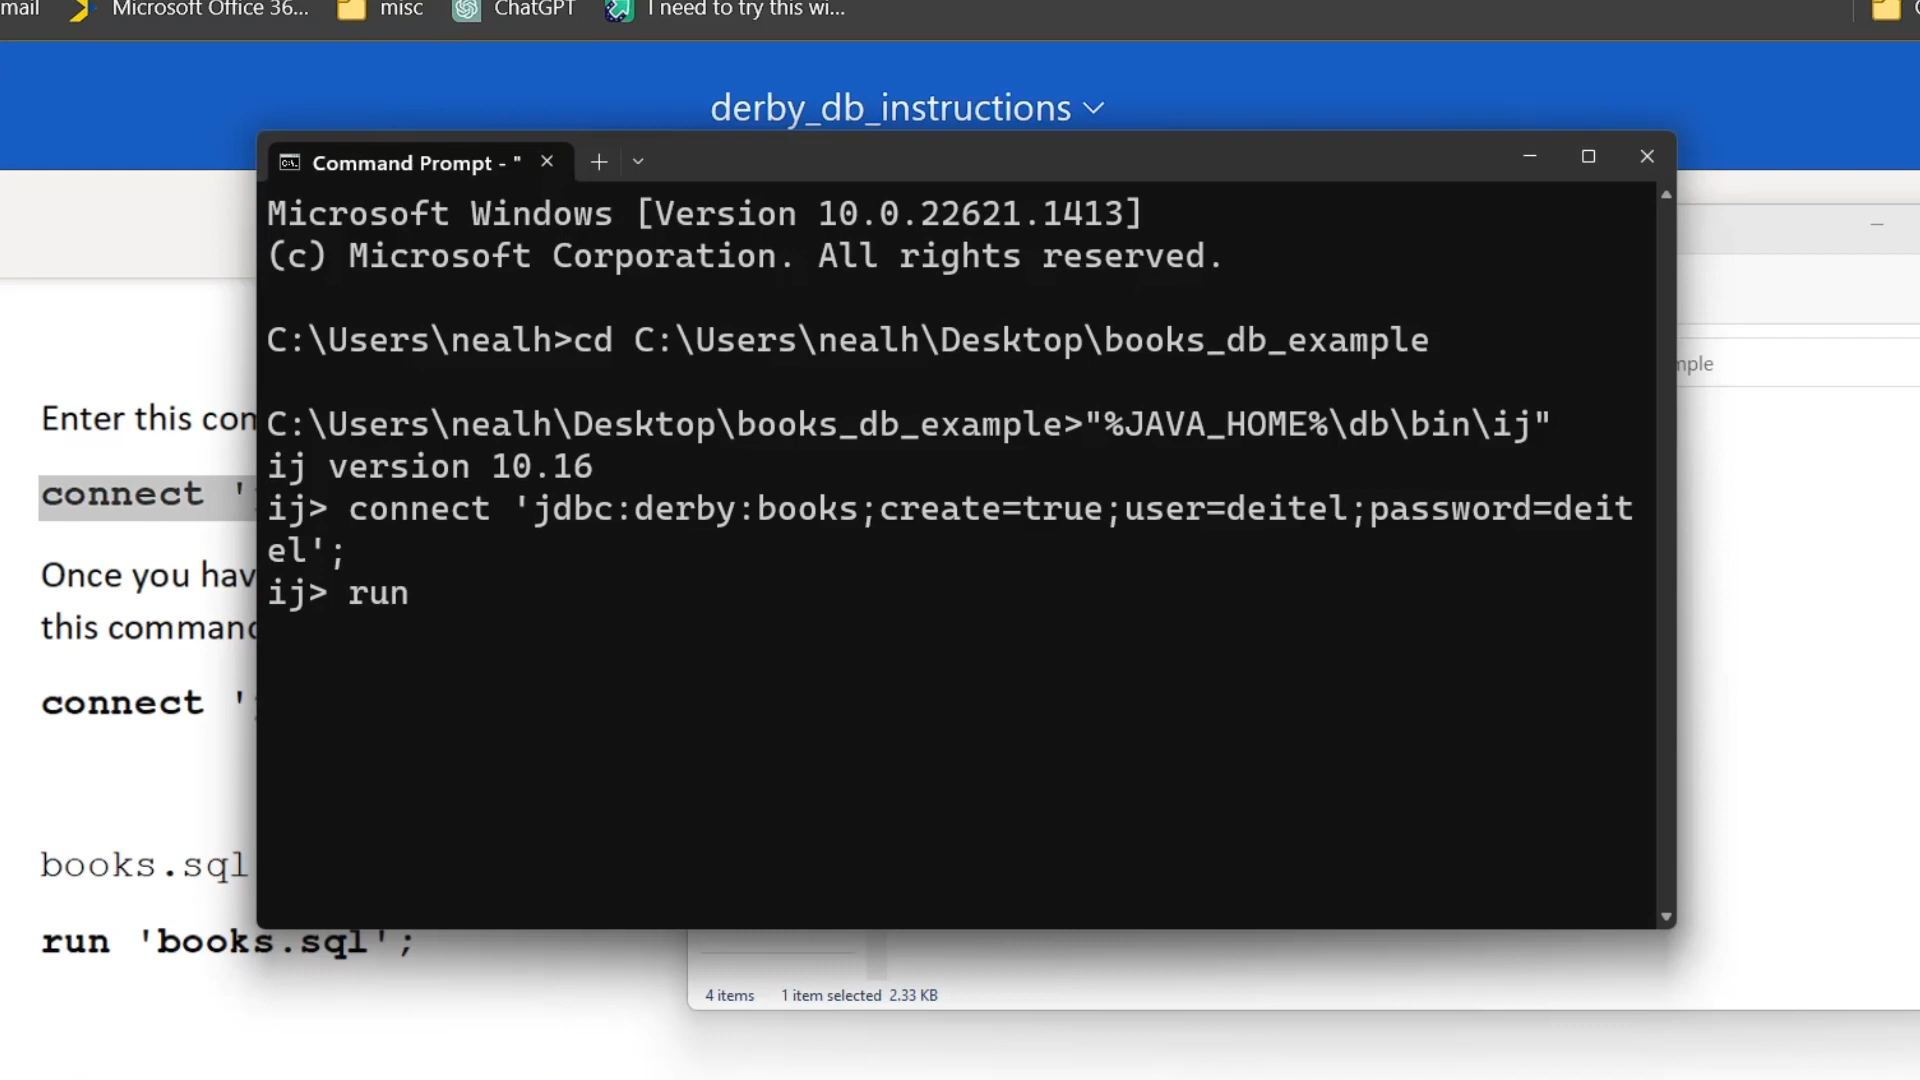 mail Microsoft Office 36... misc ChatGPT I need to try this wi...
derby_db_instructions
Command Prompt - "
Microsoft Windows [Version 10.0.22621.1413]
(c) Microsoft Corporation. All rights reserved.
C:\Users\nealh>cd C:\Users\nealh\Desktop\books_db_example
C:\Users\nealh\Desktop\books_db_example>"%JAVA_HOME%\db\bin\ij"
ij version 10.16
ij> connect 'jdbc:derby:books;create=true;user=deitel;password=deit
el';
ij> run
mple
Enter this com
connect '
Once you hav
this command
connect '
books.sql
run 'books.sql';
4 items 1 item selected 2.33 KB